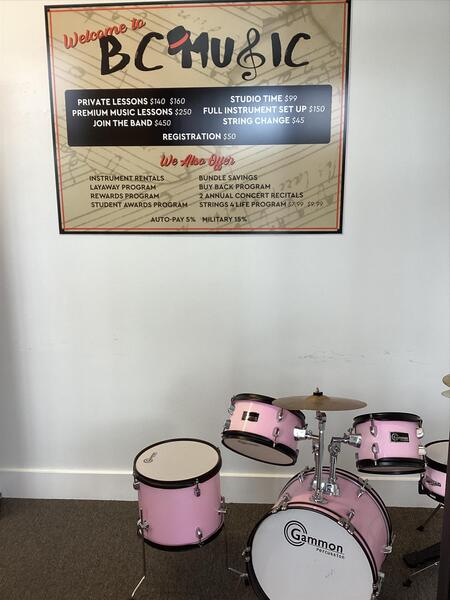 Welcome to
BC MUSIC
PRIVATE LESSONS $140 $160
PREMIUM MUSIC LESSONS $250
JOIN THE BAND $450
STUDIO TIME $99
FULL INSTRUMENT SET UP $150
STRING CHANGE $45
REGISTRATION $50
We Also Offer
INSTRUMENT RENTALS
LAYAWAY PROGRAM
REWARDS PROGRAM
STUDENT AWARDS PROGRAM
BUNDLE SAVINGS
BUY BACK PROGRAM
2 ANNUAL CONCERT RECITALS
STRINGS 4 LIFE PROGRAM $7.99 $9.99
AUTO-PAY 5% MILITARY 15%
Gammon
PERCUSSION